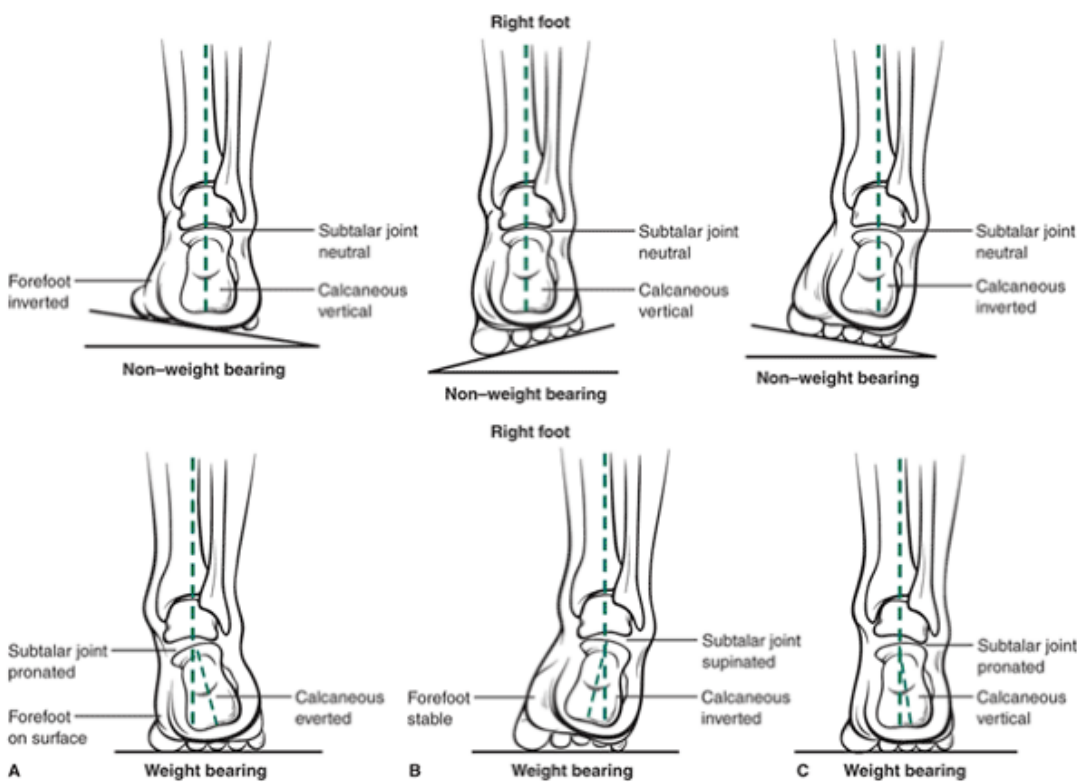 Right foot
Subtalar joint
neutral
Forefoot
inverted
Calcaneous
vertical
Non–weight bearing
Subtalar joint
neutral
Calcaneous
vertical
Non–weight bearing
Subtalar joint
neutral
Calcaneous
inverted
Non–weight bearing
Right foot
Subtalar joint
pronated
Forefoot
on surface
Calcaneous
everted
A
Weight bearing
Subtalar joint
supinated
Forefoot
stable
Calcaneous
inverted
B
Weight bearing
Subtalar joint
pronated
Calcaneous
vertical
C
Weight bearing